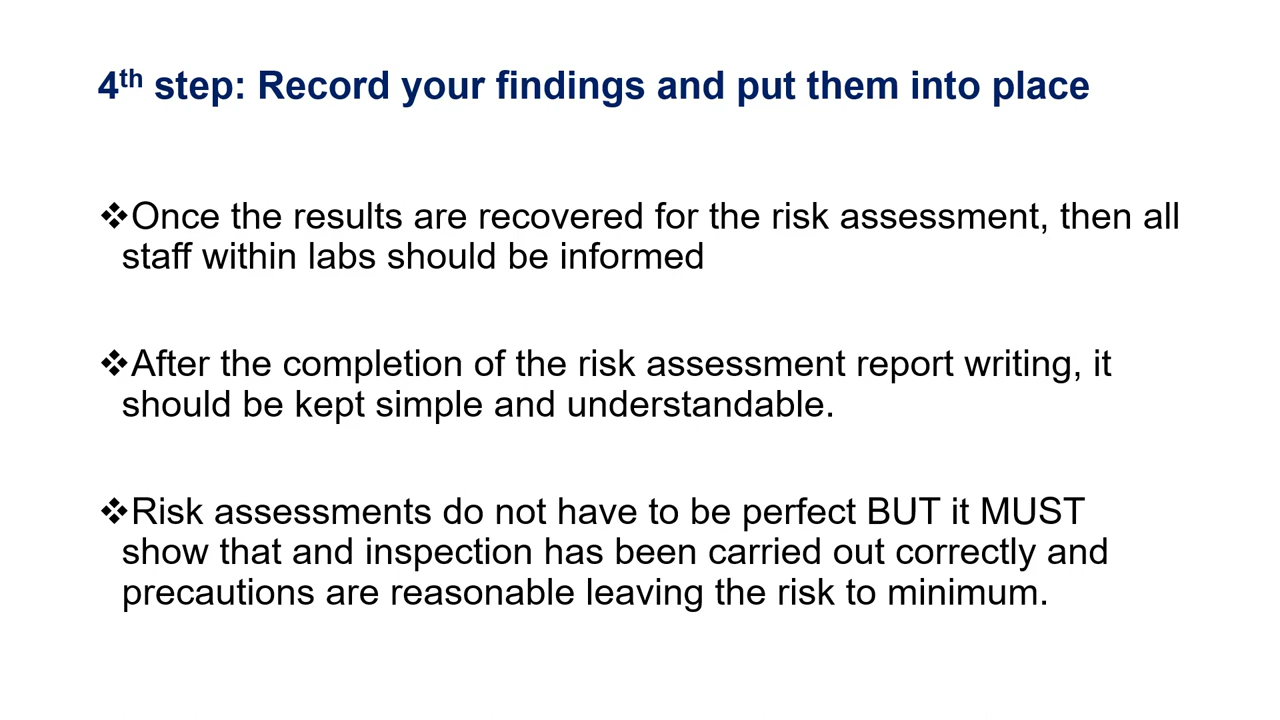 4th step: Record your findings and put them into place
❖Once the results are recovered for the risk assessment, then all
staff within labs should be informed
❖After the completion of the risk assessment report writing, it
should be kept simple and understandable.
❖Risk assessments do not have to be perfect BUT it MUST
show that and inspection has been carried out correctly and
precautions are reasonable leaving the risk to minimum.